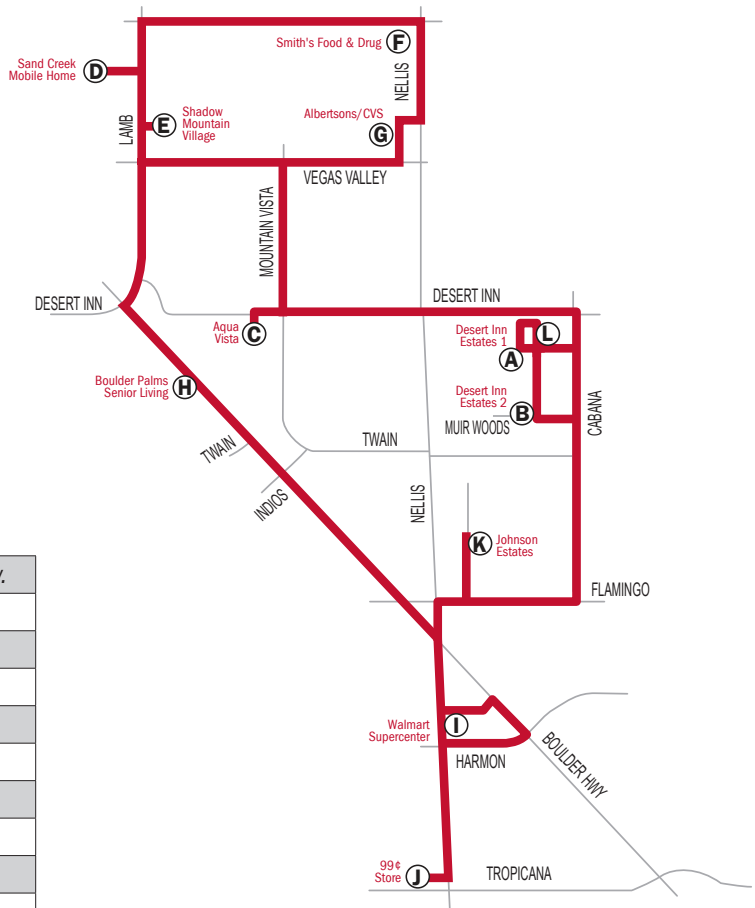 Smith's Food & Drug
F
Sand Creek
Mobile Home
D
NELLIS
Albertsons/CVS
G
LAMB
E
Shadow
Mountain
Village
VEGAS VALLEY
MOUNTAIN VISTA
DESERT INN
DESERT INN
Aqua
Vista
C
Desert Inn
Estates 1
L
A
Boulder Palms
Senior Living
H
Desert Inn
Estates 2
B
MUIR WOODS
CABANA
TWAIN
TWAIN
INDIOS
NELLIS
K
Johnson
Estates
FLAMINGO
Walmart
Supercenter
I
HARMON
BOULDER HWY
99¢
Store
J
TROPICANA